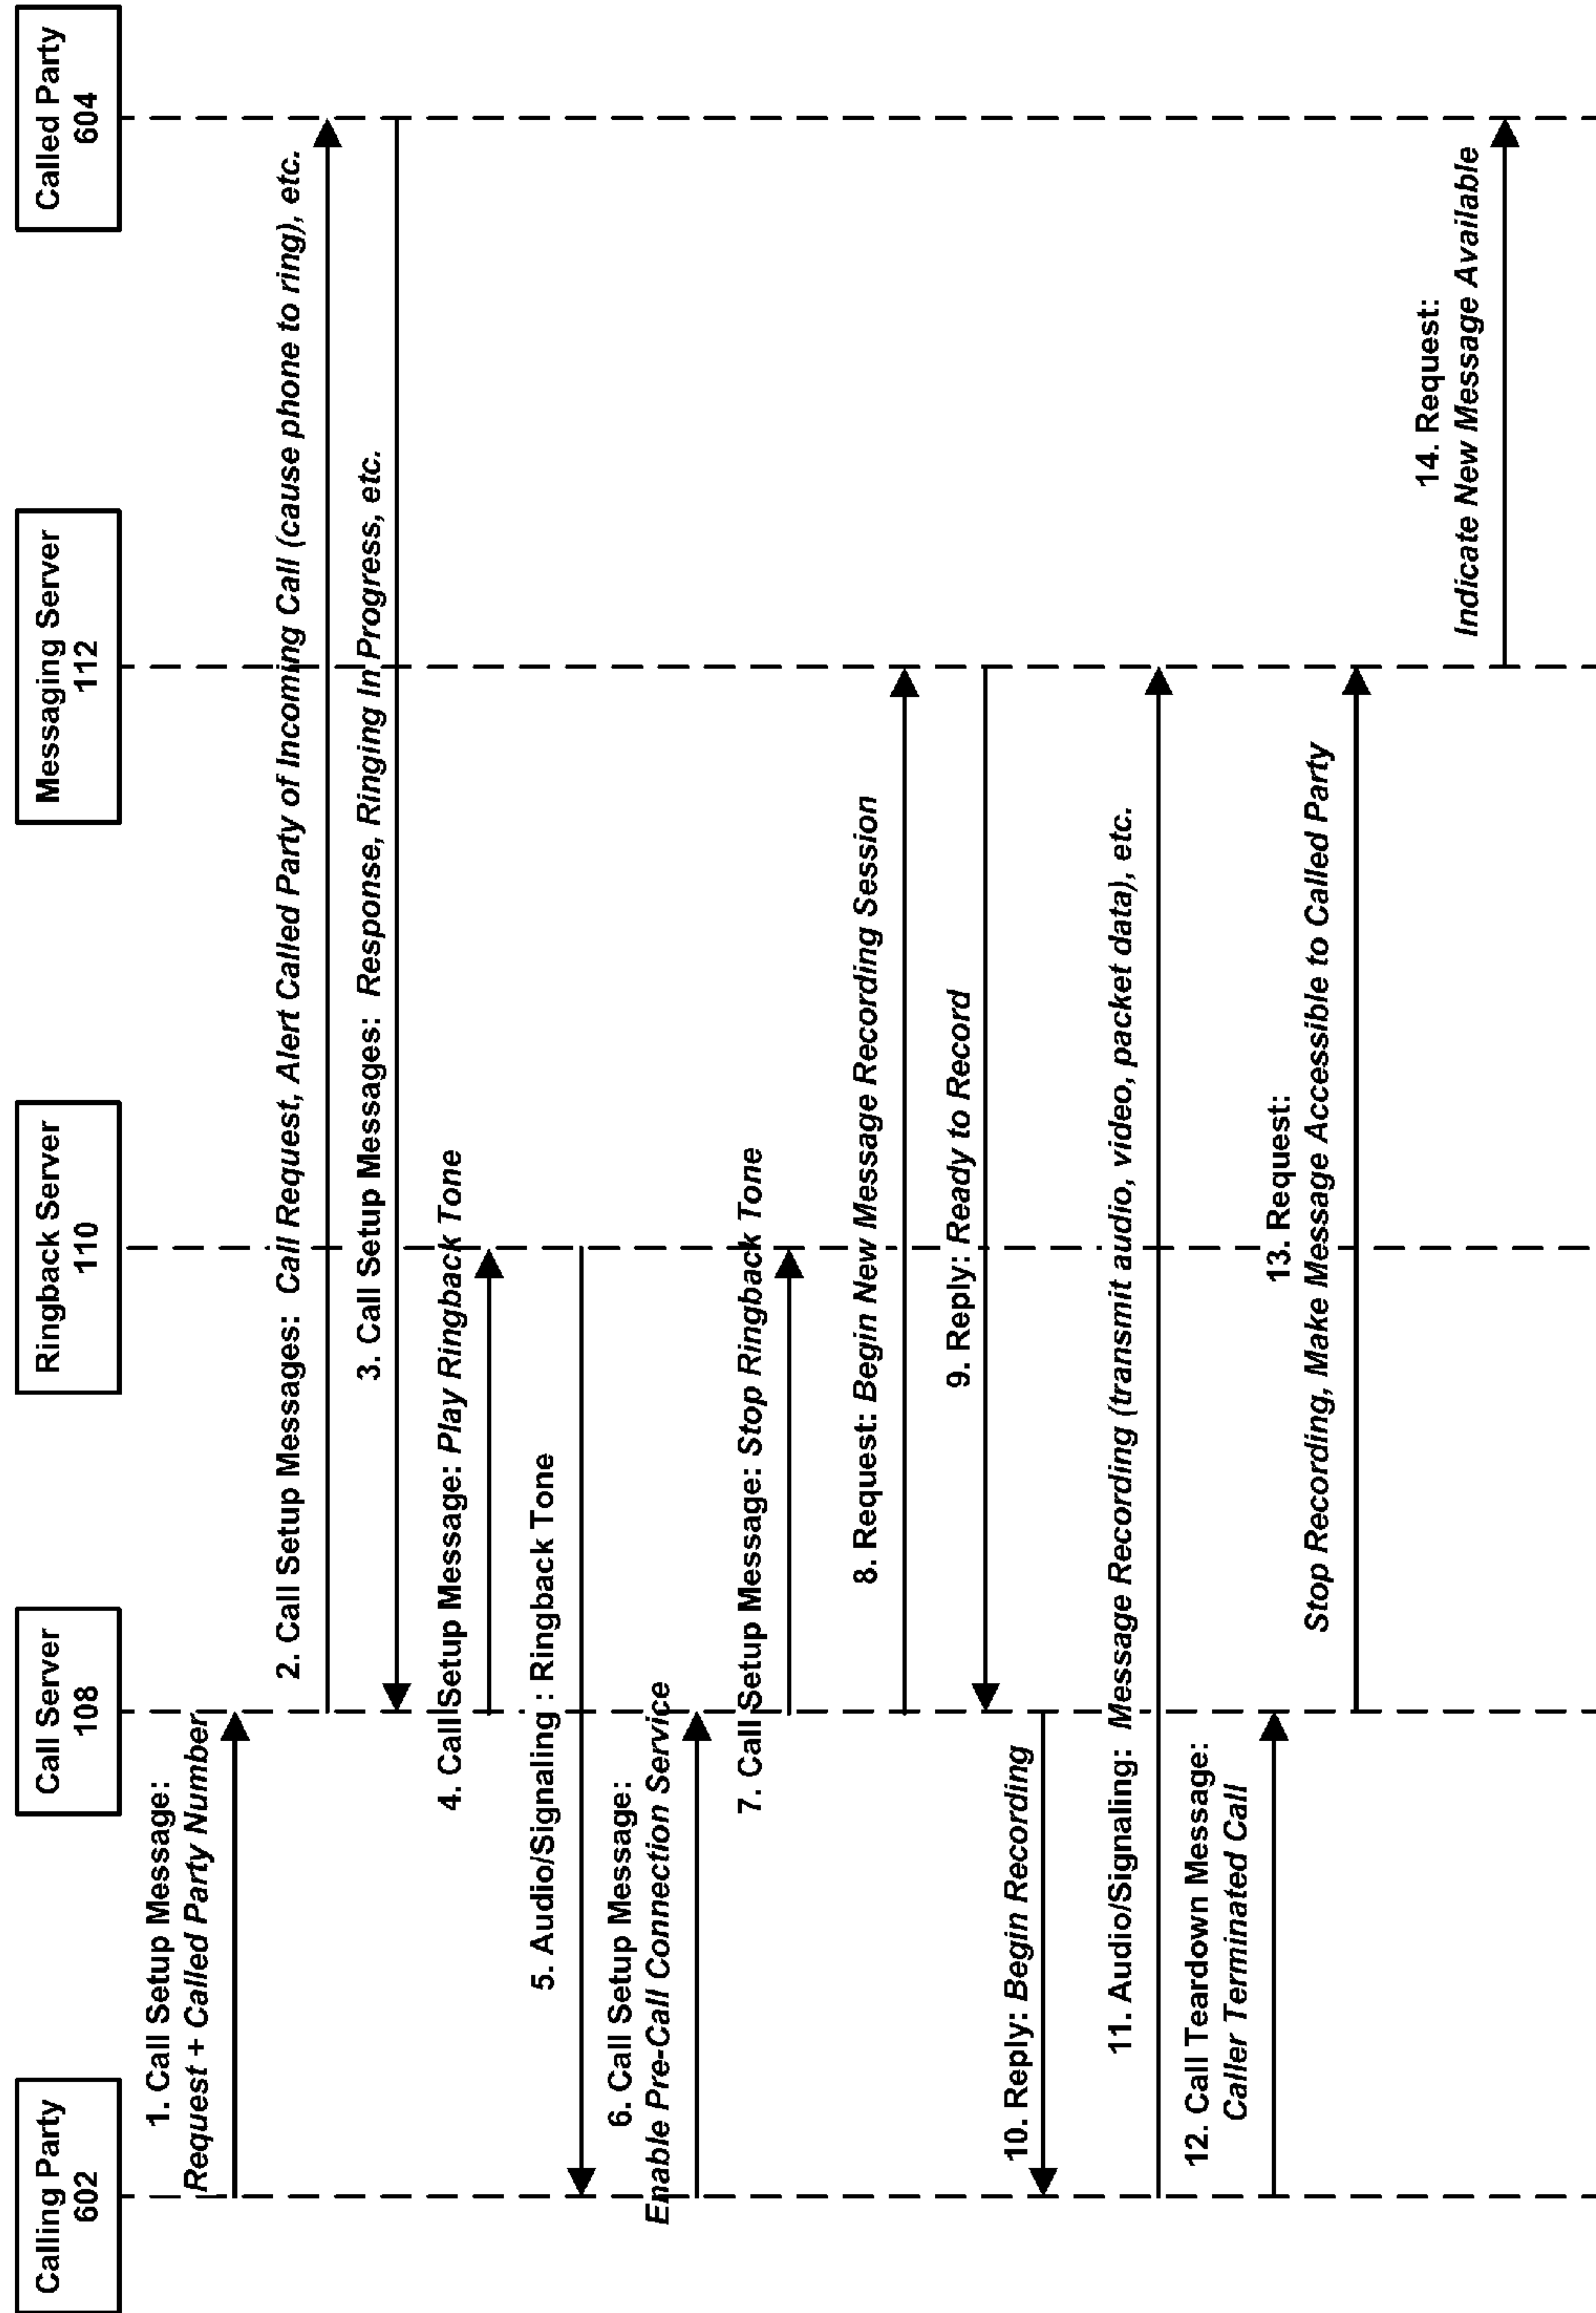 Calling Party
602
Call Server
108
Ringback Server
110
Messaging Server
112
Called Party
604
1. Call Setup Message:
Request + Called Party Number
2. Call Setup Messages: Call Request, Alert Called Party of Incoming Call (cause phone to ring), etc.
3. Call Setup Messages: Response, Ringing In Progress, etc.
4. Call Setup Message: Play Ringback Tone
5. Audio/Signaling : Ringback Tone
6. Call Setup Message:
Enable Pre-Call Connection Service
7. Call Setup Message: Stop Ringback Tone
8. Request: Begin New Message Recording Session
9. Reply: Ready to Record
10. Reply: Begin Recording
11. Audio/Signaling: Message Recording (transmit audio, video, packet data), etc.
12. Call Teardown Message:
Caller Terminated Call
13. Request:
Stop Recording, Make Message Accessible to Called Party
14. Request:
Indicate New Message Available